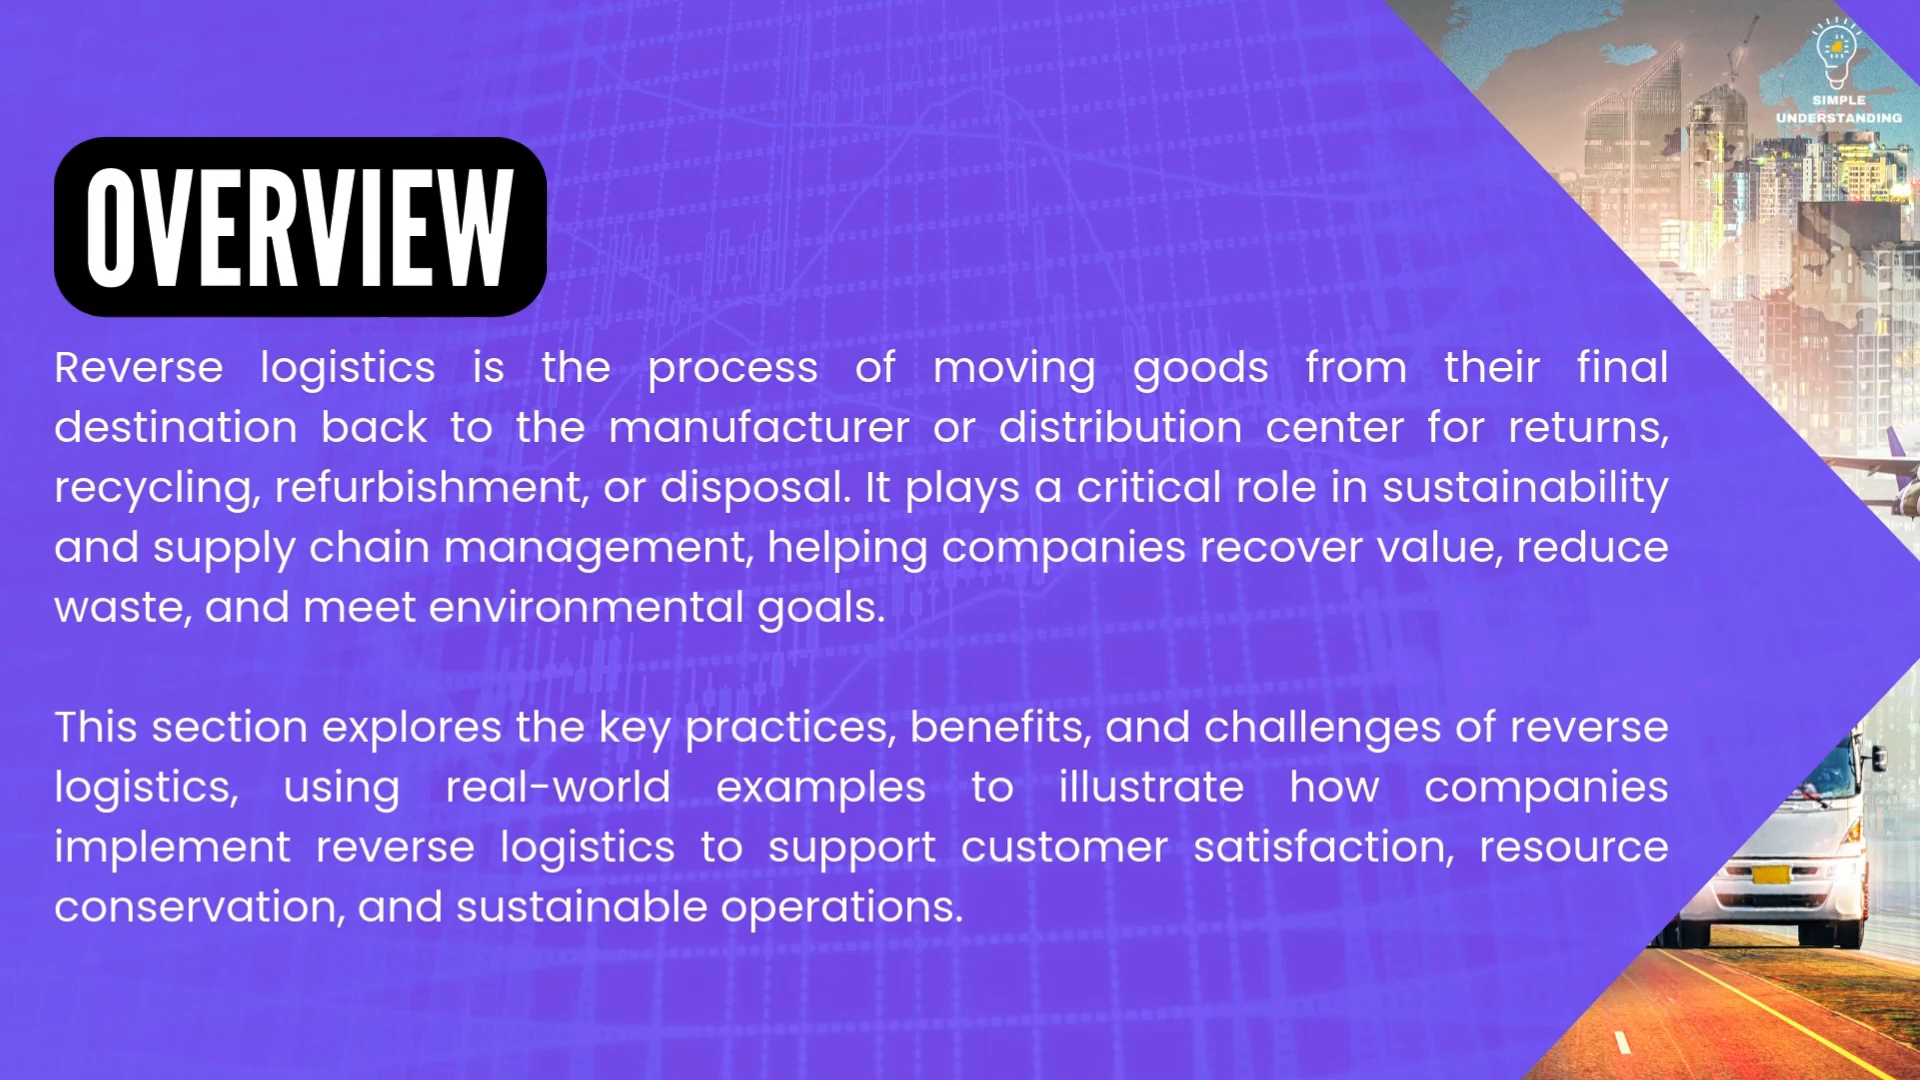 SIMPLE
UNDERSTANDING
OVERVIEW
Reverse logistics is the process of moving goods from their final
destination back to the manufacturer or distribution center for returns,
recycling, refurbishment, or disposal. It plays a critical role in sustainability
and supply chain management, helping companies recover value, reduce
waste, and meet environmental goals.
This section explores the key practices, benefits, and challenges of reverse
logistics, using real-world examples to illustrate how companies
implement reverse logistics to support customer satisfaction, resource
conservation, and sustainable operations.